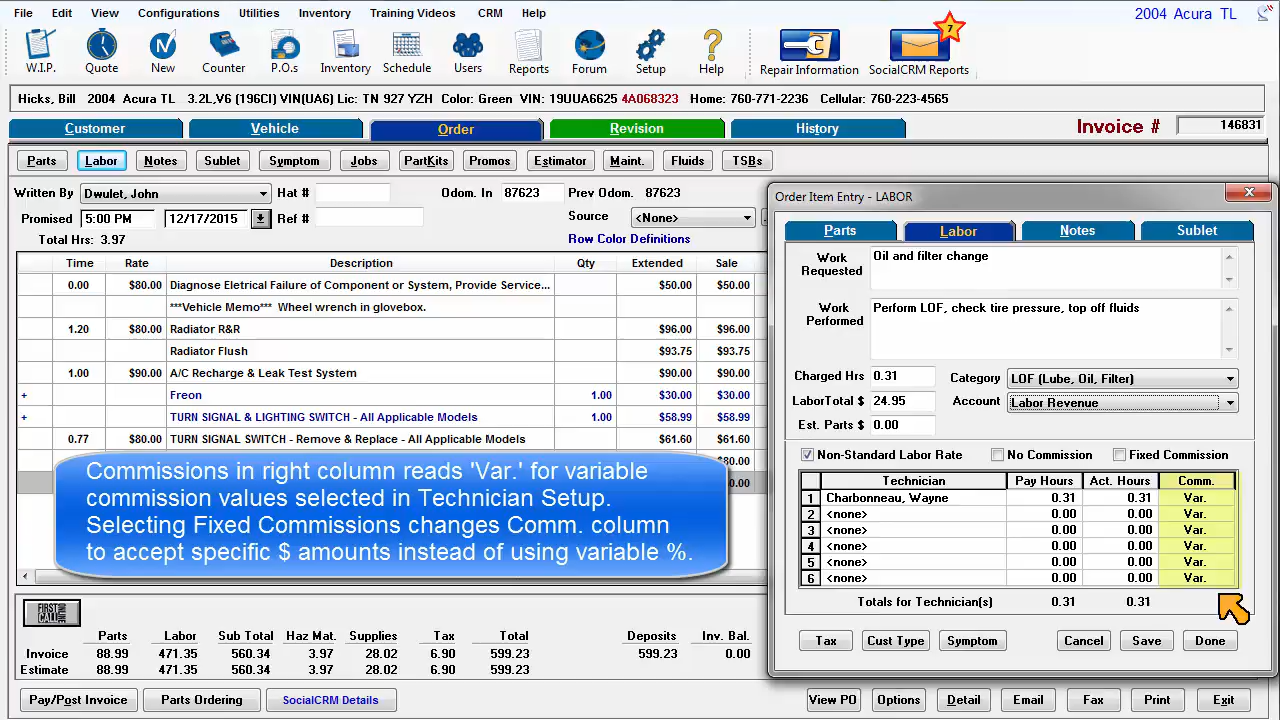 File Edit View Configurations Utilities Inventory Training Videos CRM Help 2004 Acura TL
W.I.P. Quote New Counter P.O.s Inventory Schedule Users Reports Forum Setup Help Repair Information SocialCRM Reports
7
Hicks, Bill 2004 Acura TL 3.2L,V6 (196CI) VIN(UA6) Lic: TN 927 YZH Color: Green VIN: 19UUA6625 4A068323 Home: 760-771-2236 Cellular: 760-223-4565
Customer Vehicle Order Revision History Invoice # 146831
Parts Labor Notes Sublet Symptom Jobs PartKits Promos Estimator Maint. Fluids TSBs
Written By Dwulet, John Hat # Odom. In 87623 Prev Odom. 87623
Promised 5:00 PM 12/17/2015 Ref # Source <None>
Total Hrs: 3.97 Row Color Definitions
Time Rate Description Qty Extended Sale
0.00 $80.00 Diagnose Eletrical Failure of Component or System, Provide Service... $50.00 $50.00
***Vehicle Memo*** Wheel wrench in glovebox.
1.20 $80.00 Radiator R&R $96.00 $96.00
Radiator Flush $93.75 $93.75
1.00 $90.00 A/C Recharge & Leak Test System $90.00 $90.00
+ Freon 1.00 $30.00 $30.00
+ TURN SIGNAL & LIGHTING SWITCH - All Applicable Models 1.00 $58.99 $58.99
0.77 $80.00 TURN SIGNAL SWITCH - Remove & Replace - All Applicable Models $61.60 $61.60
Commissions in right column reads 'Var.' for variable
commission values selected in Technician Setup.
Selecting Fixed Commissions changes Comm. column
to accept specific $ amounts instead of using variable %.
FIRST CALL
Parts Labor Sub Total Haz Mat. Supplies Tax Total Deposits Inv. Bal.
Invoice 88.99 471.35 560.34 3.97 28.02 6.90 599.23 599.23 0.00
Estimate 88.99 471.35 560.34 3.97 28.02 6.90 599.23
Pay/Post Invoice Parts Ordering SocialCRM Details View PO Options Detail Email Fax Print Exit
Order Item Entry - LABOR
Parts Labor Notes Sublet
Work Requested Oil and filter change
Work Performed Perform LOF, check tire pressure, top off fluids
Charged Hrs 0.31 Category LOF (Lube, Oil, Filter)
LaborTotal $ 24.95 Account Labor Revenue
Est. Parts $ 0.00
Non-Standard Labor Rate No Commission Fixed Commission
Technician Pay Hours Act. Hours Comm.
1 Charbonneau, Wayne 0.31 0.31 Var.
2 <none> 0.00 0.00 Var.
3 <none> 0.00 0.00 Var.
4 <none> 0.00 0.00 Var.
5 <none> 0.00 0.00 Var.
6 <none> 0.00 0.00 Var.
Totals for Technician(s) 0.31 0.31
Tax Cust Type Symptom Cancel Save Done